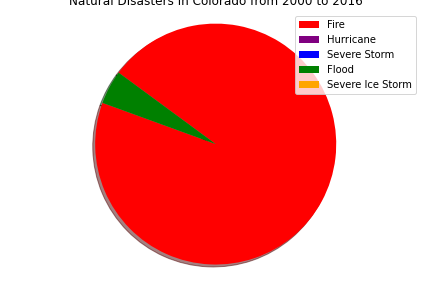 Natural Disasters in Colorado from 2000 to 2016
Fire
Hurricane
Severe Storm
Flood
Severe Ice Storm